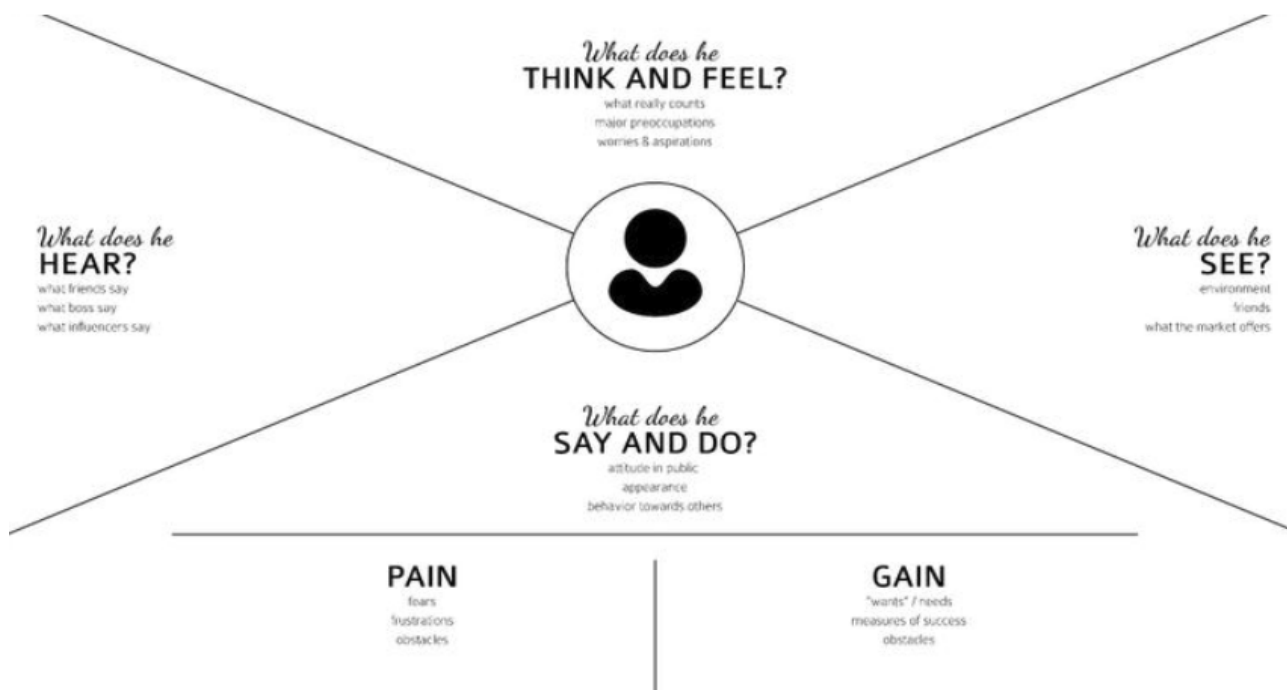 What does he
THINK AND FEEL?
what really counts
major preoccupations
worries & aspirations
What does he
HEAR?
what friends say
what boss say
what influencers say
What does he
SEE?
environment
friends
what the market offers
What does he
SAY AND DO?
attitude in public
appearance
behavior towards others
PAIN
fears
frustrations
obstacles
GAIN
"wants" / needs
measures of success
obstacles